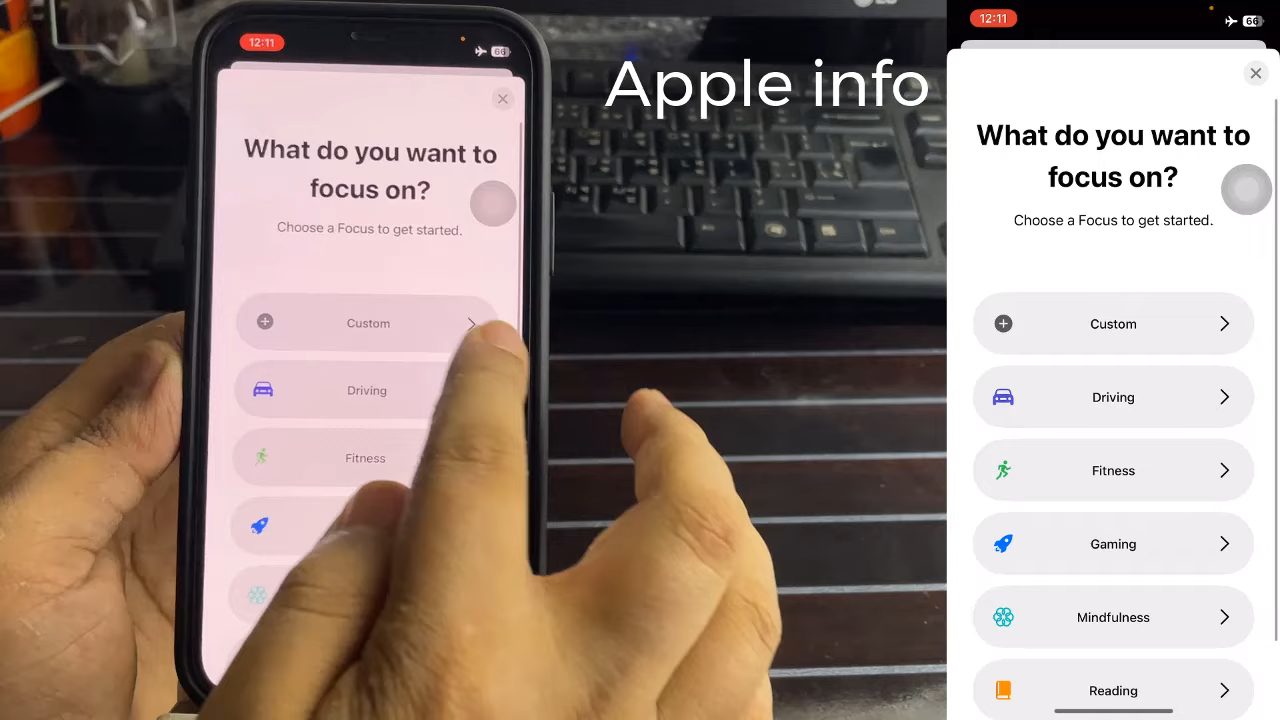 12:11
66
What do you want to
focus on?
Choose a Focus to get started.
Custom
Driving
Fitness
Apple info
LG
12:11
66
What do you want to
focus on?
Choose a Focus to get started.
Custom
Driving
Fitness
Gaming
Mindfulness
Reading